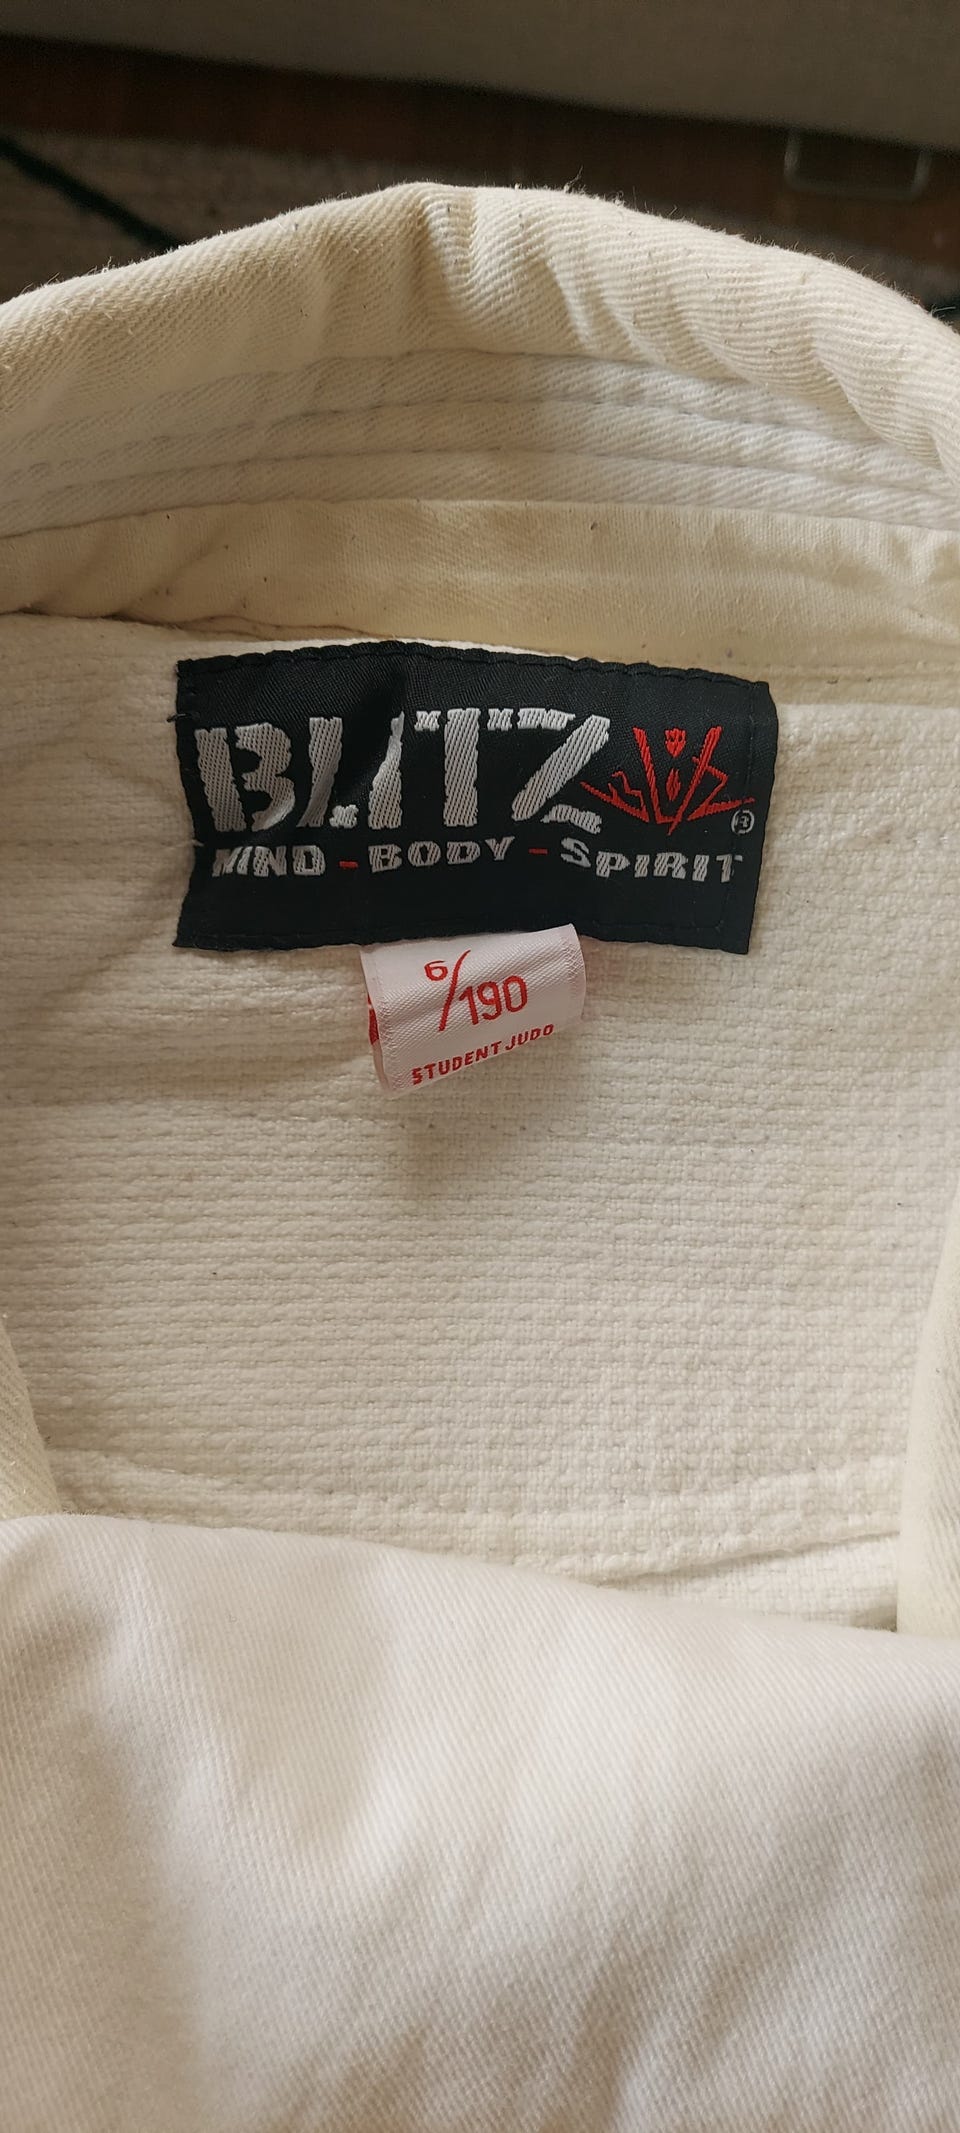 BLITZ ®
MIND - BODY - SPIRIT
6/190
STUDENT JUDO